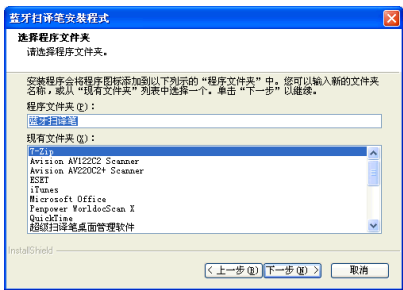 蓝牙扫译笔安装程式
选择程序文件夹
请选择程序文件夹。
安装程序会将程序图标添加到以下列示的“程序文件夹”中。您可以输入新的文件夹
名称，或从“现有文件夹”列表中选择一个。单击“下一步”以继续。
程序文件夹(P)：
蓝牙扫译笔
现有文件夹(X)：
7-Zip
Avision AV122C2 Scanner
Avision AV220C2+ Scanner
ESET
iTunes
Microsoft Office
Penpower WorldocScan X
QuickTime
超级扫译笔桌面管理软件
InstallShield
< 上一步(B) 下一步(N) > 取消